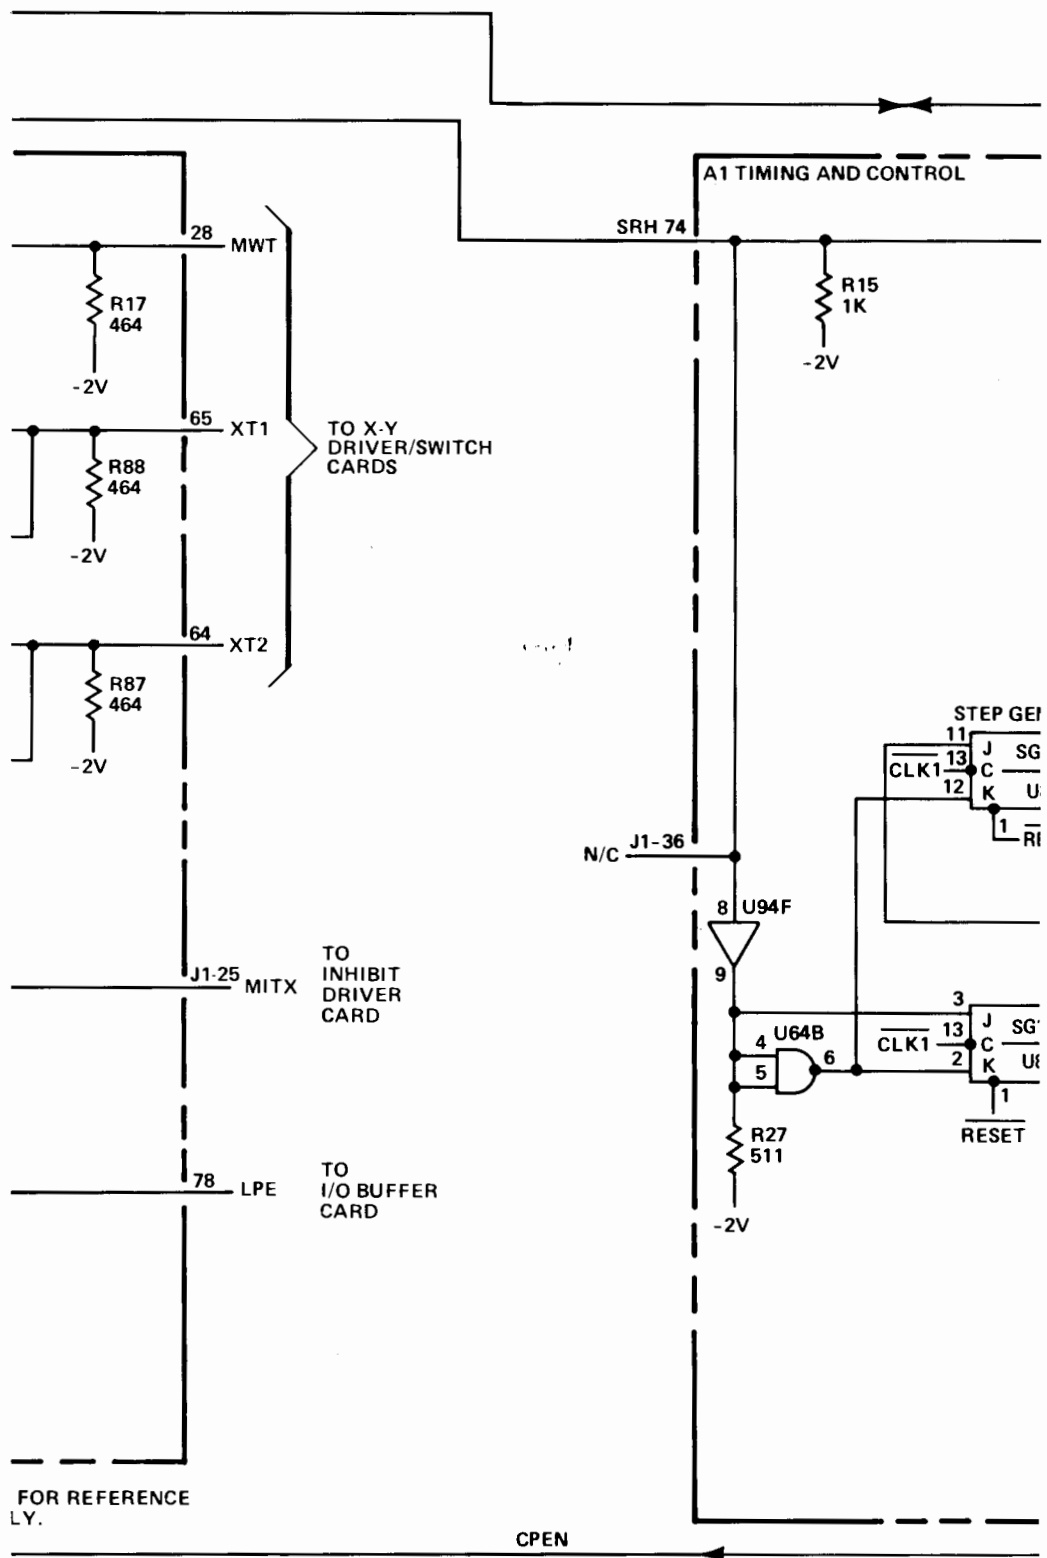 A1 TIMING AND CONTROL
SRH 74
28
MWT
R17
464
-2V
R15
1K
-2V
65
XT1
R88
464
-2V
TO X-Y
DRIVER/SWITCH
CARDS
64
XT2
R87
464
-2V
STEP
11
J
SG
CLK1
13
C
12
K
1
N/C
J1-36
8
U94F
9
J1-25
MITX
TO
INHIBIT
DRIVER
CARD
3
J
CLK1
13
C
2
K
1
RESET
U64B
4
5
6
R27
511
-2V
78
LPE
TO
I/O BUFFER
CARD
FOR REFERENCE
LY.
CPEN